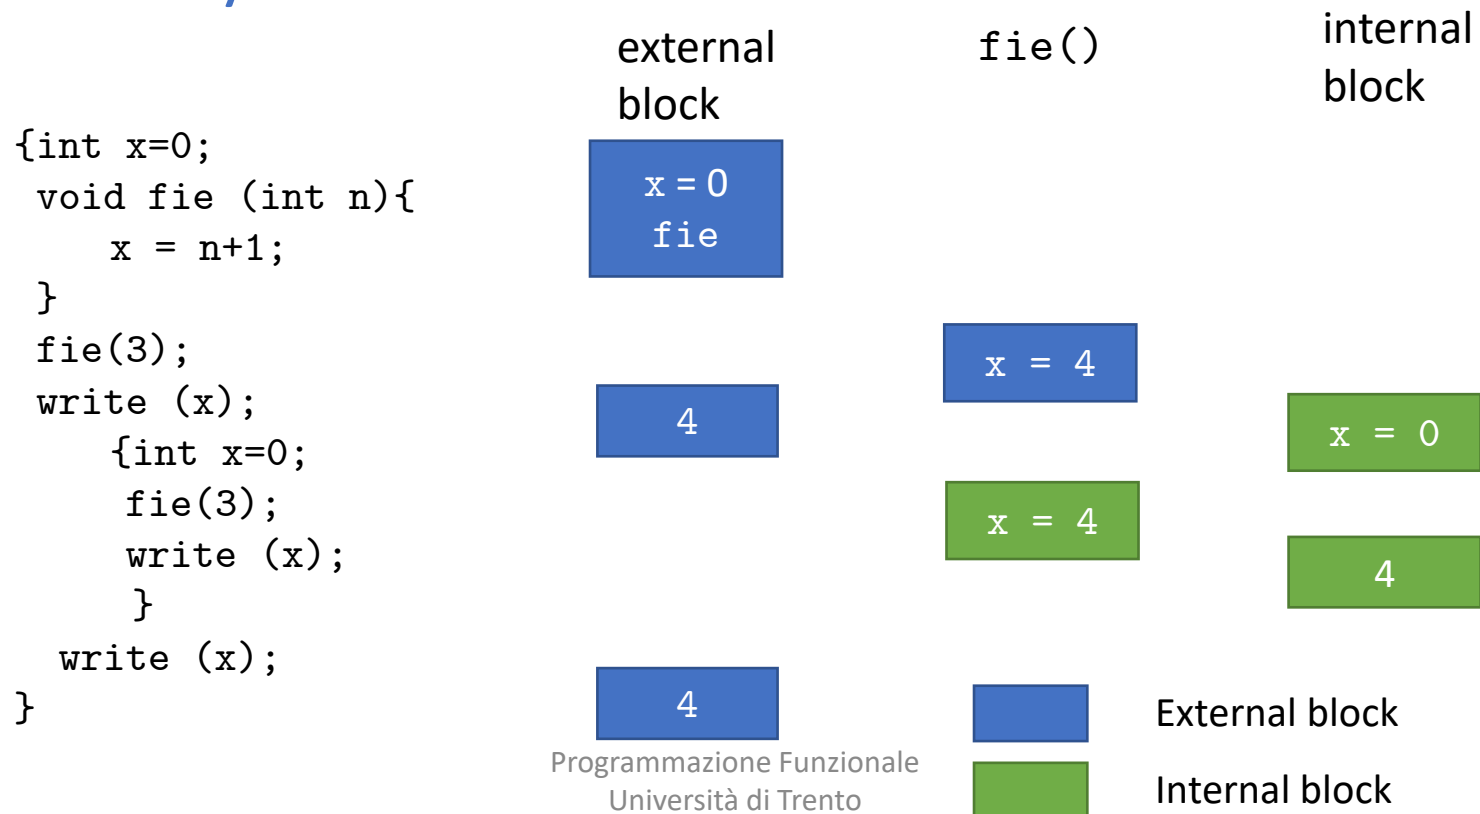 external
block
fie()
internal
block
{int x=0;
void fie (int n){
x = n+1;
}
fie(3);
write (x);
{int x=0;
fie(3);
write (x);
}
write (x);
}
x = 0
fie
x = 4
4
x = 0
x = 4
4
4
External block
Internal block
Programmazione Funzionale
Università di Trento